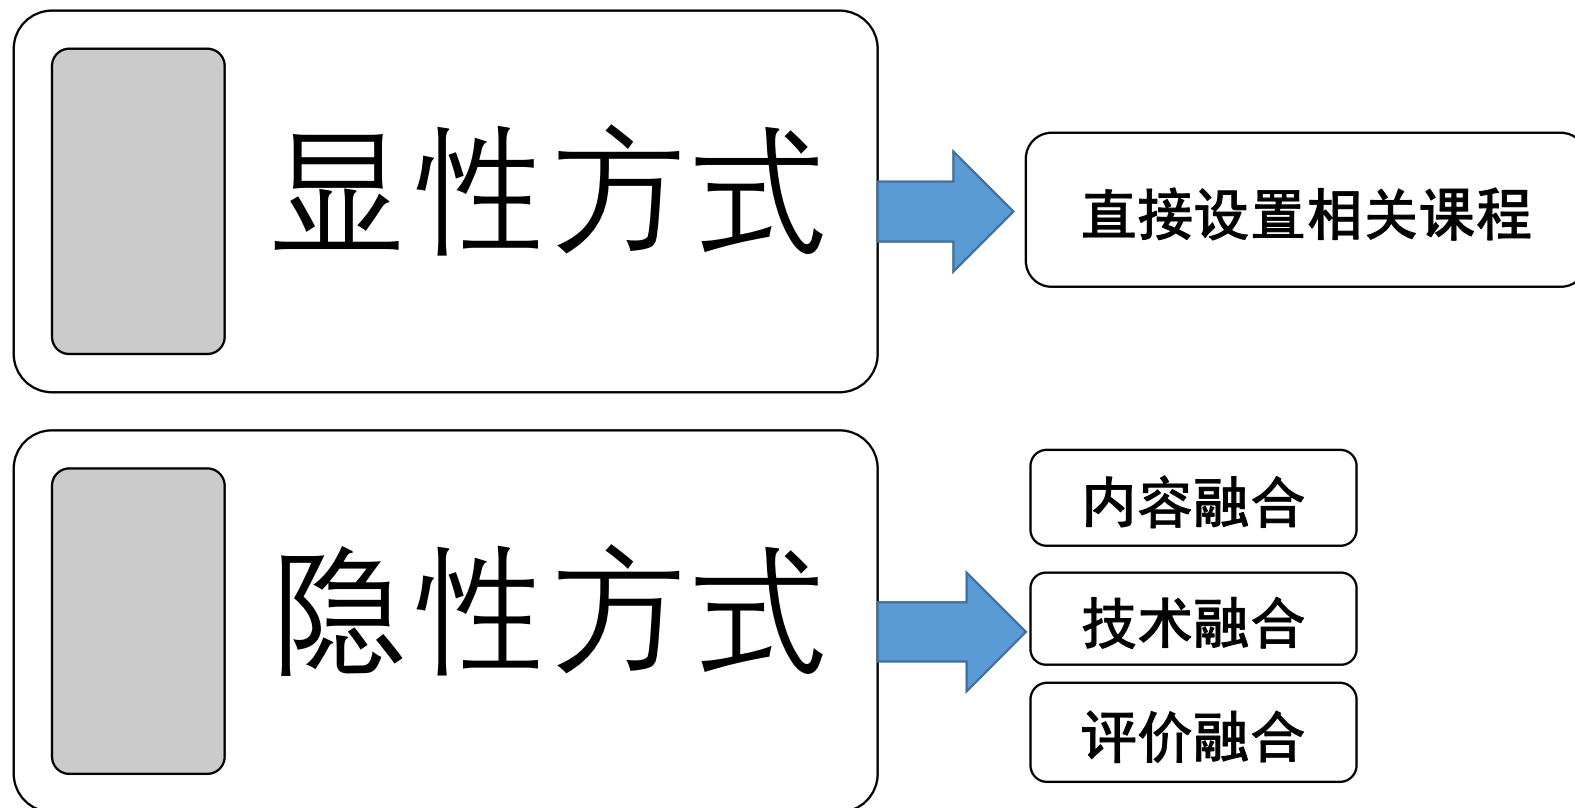 显性方式
直接设置相关课程
隐性方式
内容融合
技术融合
评价融合